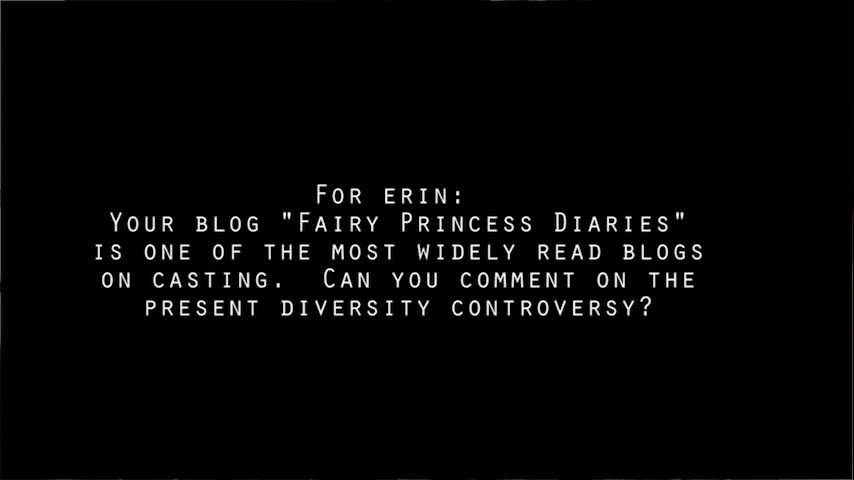 For erin:
Your blog "Fairy Princess Diaries"
is one of the most widely read blogs
on casting.  Can you comment on the
present diversity controversy?